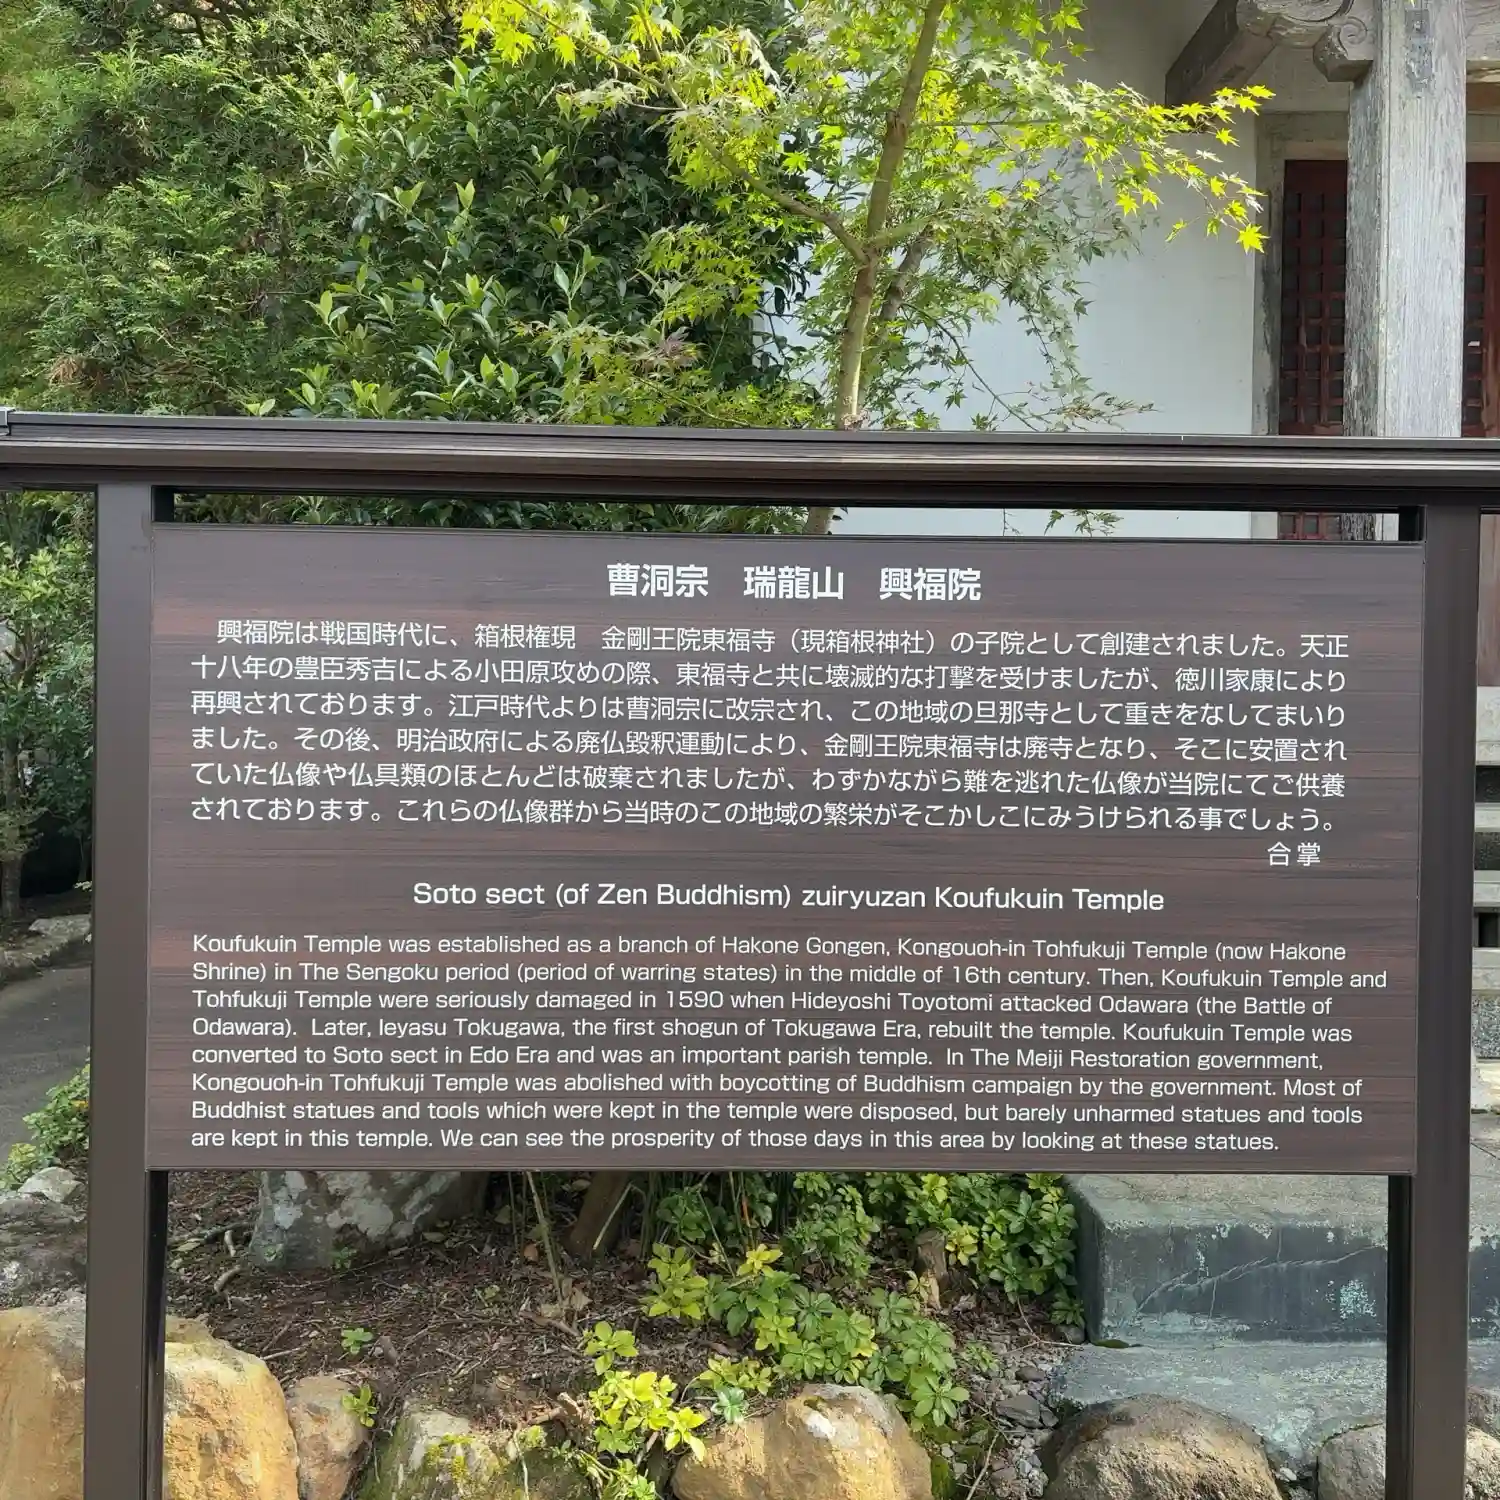 曹洞宗　瑞龍山　興福院
興福院は戦国時代に、箱根権現　金剛王院東福寺（現箱根神社）の子院として創建されました。天正
十八年の豊臣秀吉による小田原攻めの際、東福寺と共に壊滅的な打撃を受けましたが、徳川家康により
再興されております。江戸時代よりは曹洞宗に改宗され、この地域の旦那寺として重きをなしてまいり
ました。その後、明治政府による廃仏毀釈運動により、金剛王院東福寺は廃寺となり、そこに安置され
ていた仏像や仏具類のほとんどは破棄されましたが、わずかながら難を逃れた仏像が当院にてご供養
されております。これらの仏像群から当時のこの地域の繁栄がそこかしこにみうけられる事でしょう。
合掌
Soto sect (of Zen Buddhism) zuiryuzan Koufukuin Temple
Koufukuin Temple was established as a branch of Hakone Gongen, Kongouoh-in Tohfukuji Temple (now Hakone
Shrine) in The Sengoku period (period of warring states) in the middle of 16th century. Then, Koufukuin Temple and
Tohfukuji Temple were seriously damaged in 1590 when Hideyoshi Toyotomi attacked Odawara (the Battle of
Odawara).  Later, Ieyasu Tokugawa, the first shogun of Tokugawa Era, rebuilt the temple. Koufukuin Temple was
converted to Soto sect in Edo Era and was an important parish temple.  In The Meiji Restoration government,
Kongouoh-in Tohfukuji Temple was abolished with boycotting of Buddhism campaign by the government. Most of
Buddhist statues and tools which were kept in the temple were disposed, but barely unharmed statues and tools
are kept in this temple. We can see the prosperity of those days in this area by looking at these statues.